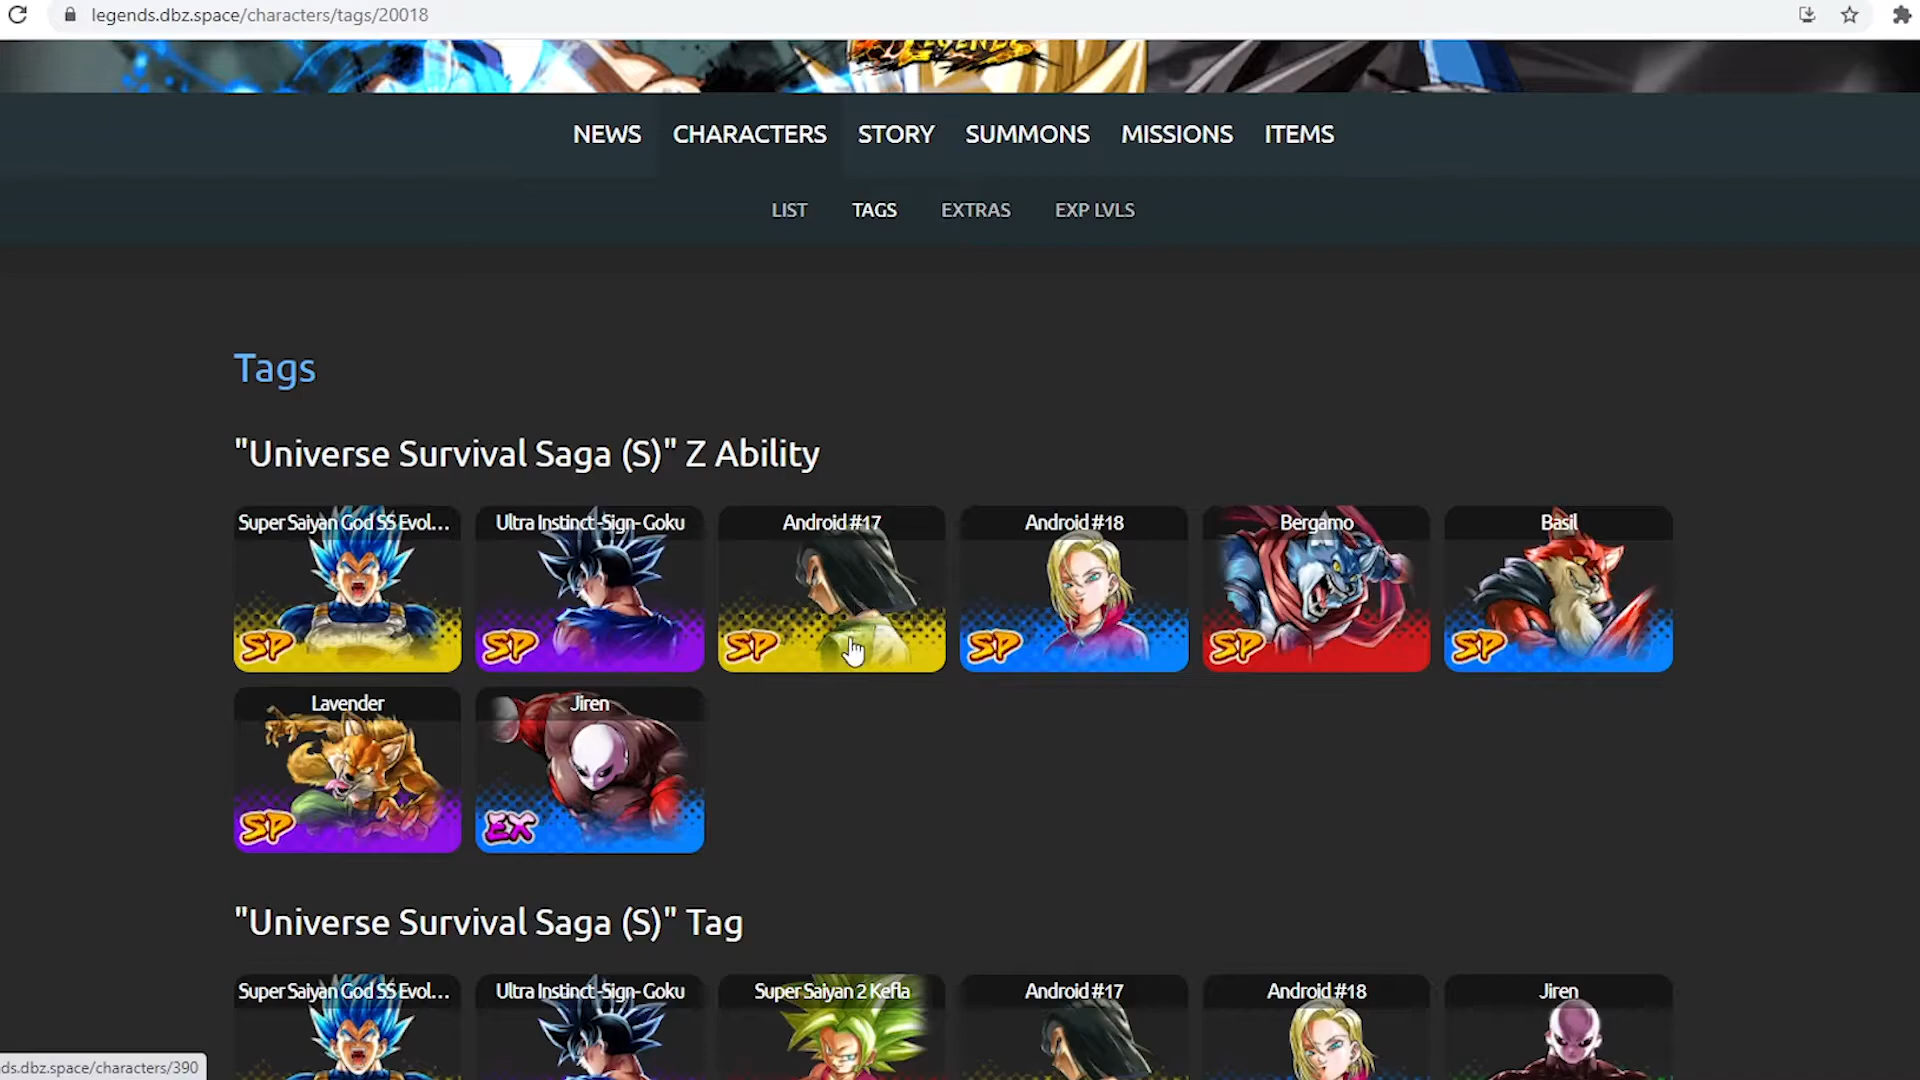 legends.dbz.space/characters/tags/20018
LEGENDS
NEWS CHARACTERS STORY SUMMONS MISSIONS ITEMS
LIST TAGS EXTRAS EXP LVLS
Tags
"Universe Survival Saga (S)" Z Ability
Super Saiyan God SS Evol... Ultra Instinct -Sign- Goku Android #17 Android #18 Bergamo Basil
SP SP SP SP SP SP
Lavender Jiren
SP EX
"Universe Survival Saga (S)" Tag
Super Saiyan God SS Evol... Ultra Instinct -Sign- Goku Super Saiyan 2 Kefla Android #17 Android #18 Jiren
ds.dbz.space/characters/390